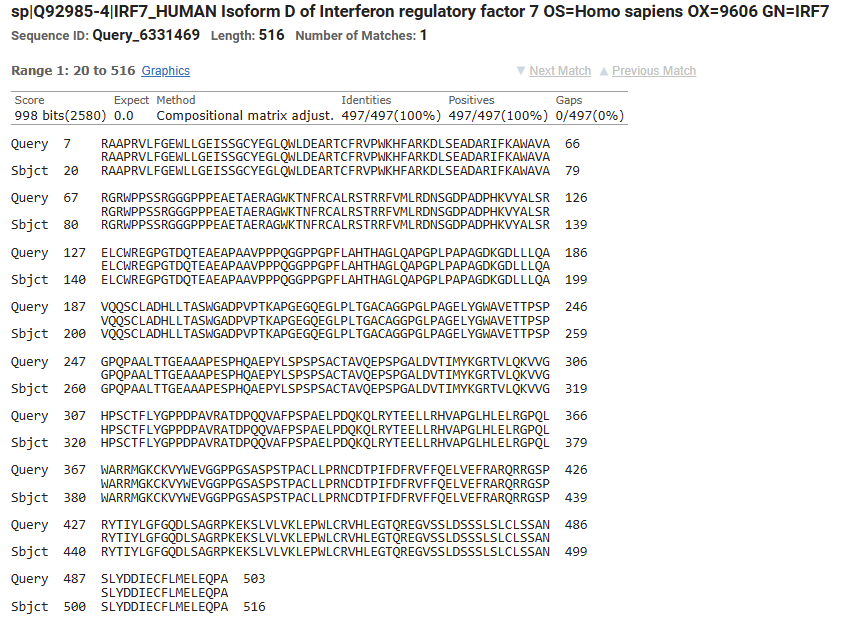 sp|Q92985-4|IRF7_HUMAN Isoform D of Interferon regulatory factor 7 OS=Homo sapiens OX=9606 GN=IRF7
Sequence ID: Query_6331469 Length: 516 Number of Matches: 1
Range 1: 20 to 516 Graphics ▼ Next Match ▲ Previous Match
Score Expect Method Identities Positives Gaps
998 bits(2580) 0.0 Compositional matrix adjust. 497/497(100%) 497/497(100%) 0/497(0%)
Query 7 RAAPRVLFGEWLLGEISSGCYEGLQWLDEARTCFRVPWKHFARKDLSEADARIFKAWAVA 66
RAAPRVLFGEWLLGEISSGCYEGLQWLDEARTCFRVPWKHFARKDLSEADARIFKAWAVA
Sbjct 20 RAAPRVLFGEWLLGEISSGCYEGLQWLDEARTCFRVPWKHFARKDLSEADARIFKAWAVA 79
Query 67 RGRWPPSSRGGGPPPEAETAERAGWKTNFRCALRSTRRFVMLRDNSGDPADPHKVYALSR 126
RGRWPPSSRGGGPPPEAETAERAGWKTNFRCALRSTRRFVMLRDNSGDPADPHKVYALSR
Sbjct 80 RGRWPPSSRGGGPPPEAETAERAGWKTNFRCALRSTRRFVMLRDNSGDPADPHKVYALSR 139
Query 127 ELCWREGPGTDQTEAEAPAAVPPPQGGPPGPFLAHTHAGLQAPGPLPAPAGDKGDLLLQA 186
ELCWREGPGTDQTEAEAPAAVPPPQGGPPGPFLAHTHAGLQAPGPLPAPAGDKGDLLLQA
Sbjct 140 ELCWREGPGTDQTEAEAPAAVPPPQGGPPGPFLAHTHAGLQAPGPLPAPAGDKGDLLLQA 199
Query 187 VQQSCLADHLLTASWGADPVPTKAPGEGQEGLPLTGACAGGPGLPAGELYGWAVETTPSP 246
VQQSCLADHLLTASWGADPVPTKAPGEGQEGLPLTGACAGGPGLPAGELYGWAVETTPSP
Sbjct 200 VQQSCLADHLLTASWGADPVPTKAPGEGQEGLPLTGACAGGPGLPAGELYGWAVETTPSP 259
Query 247 GPQPAALTTGEAAAPESPHQAEPYLSPSPSACTAVQEPSPGALDVTIMYKGRTVLQKVVG 306
GPQPAALTTGEAAAPESPHQAEPYLSPSPSACTAVQEPSPGALDVTIMYKGRTVLQKVVG
Sbjct 260 GPQPAALTTGEAAAPESPHQAEPYLSPSPSACTAVQEPSPGALDVTIMYKGRTVLQKVVG 319
Query 307 HPSCTFLYGPPDPAVRATDPQQVAFPSPAELPDQKQLRYTEELLRHVAPGLHLELRGPQL 366
HPSCTFLYGPPDPAVRATDPQQVAFPSPAELPDQKQLRYTEELLRHVAPGLHLELRGPQL
Sbjct 320 HPSCTFLYGPPDPAVRATDPQQVAFPSPAELPDQKQLRYTEELLRHVAPGLHLELRGPQL 379
Query 367 WARRMGKCKVYWEVGGPPGSASPSTPACLLPRNCDTPIFDFRVFFQELVEFRARQRRGSP 426
WARRMGKCKVYWEVGGPPGSASPSTPACLLPRNCDTPIFDFRVFFQELVEFRARQRRGSP
Sbjct 380 WARRMGKCKVYWEVGGPPGSASPSTPACLLPRNCDTPIFDFRVFFQELVEFRARQRRGSP 439
Query 427 RYTIYLGFGQDLSAGRPKEKSLVLVKLEPWLCRVHLEGTQREGVSSLDSSSLSLCLSSAN 486
RYTIYLGFGQDLSAGRPKEKSLVLVKLEPWLCRVHLEGTQREGVSSLDSSSLSLCLSSAN
Sbjct 440 RYTIYLGFGQDLSAGRPKEKSLVLVKLEPWLCRVHLEGTQREGVSSLDSSSLSLCLSSAN 499
Query 487 SLYDDIECFLMELEQPA 503
SLYDDIECFLMELEQPA
Sbjct 500 SLYDDIECFLMELEQPA 516